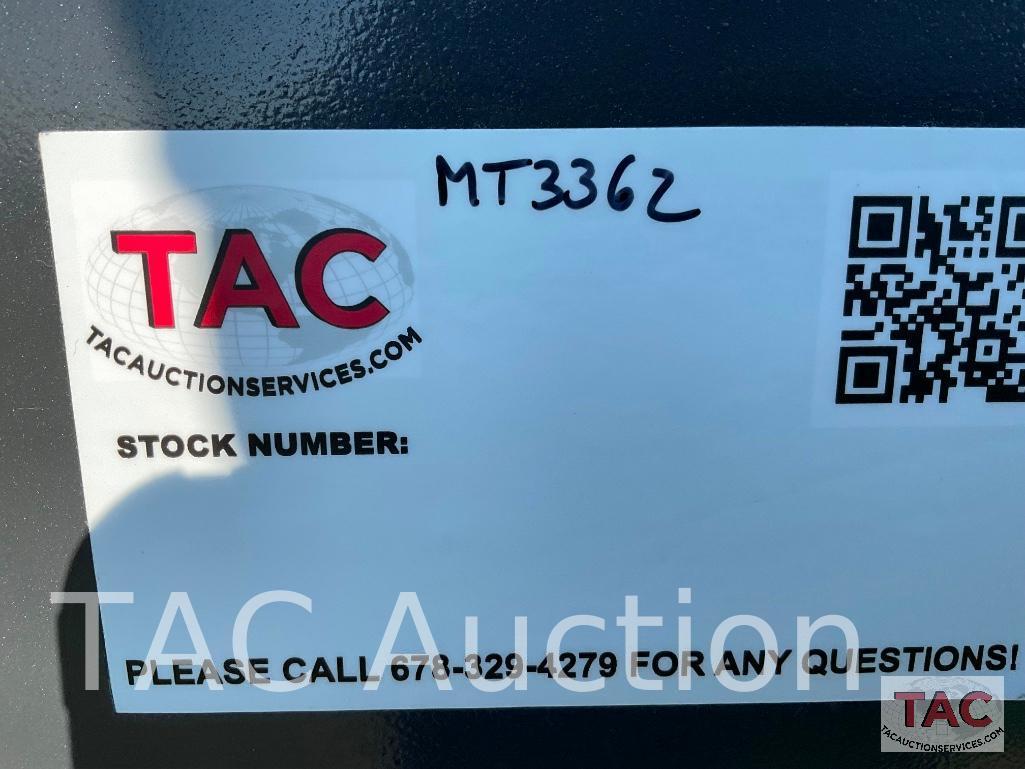 MT3362
TAC
TACAUCTIONSERVICES.COM
STOCK NUMBER:
TAC Auction
PLEASE CALL 678-329-4279 FOR ANY QUESTIONS!
TAC
TACAUCTIONSERVICES.COM